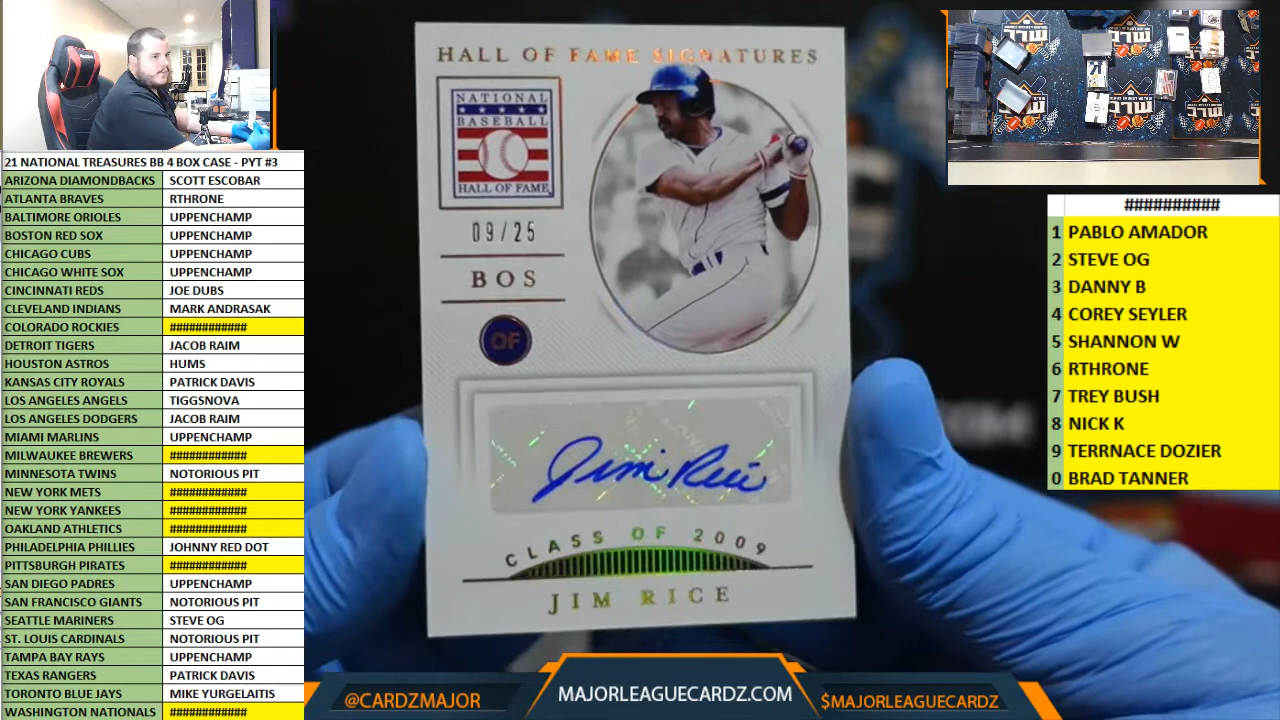 21 NATIONAL TREASURES BB 4 BOX CASE - PYT #3
ARIZONA DIAMONDBACKS SCOTT ESCOBAR
ATLANTA BRAVES RTHRONE
BALTIMORE ORIOLES UPPENCHAMP
BOSTON RED SOX UPPENCHAMP
CHICAGO CUBS UPPENCHAMP
CHICAGO WHITE SOX UPPENCHAMP
CINCINNATI REDS JOE DUBS
CLEVELAND INDIANS MARK ANDRASAK
COLORADO ROCKIES ############
DETROIT TIGERS JACOB RAIM
HOUSTON ASTROS HUMS
KANSAS CITY ROYALS PATRICK DAVIS
LOS ANGELES ANGELS TIGGSNOVA
LOS ANGELES DODGERS JACOB RAIM
MIAMI MARLINS UPPENCHAMP
MILWAUKEE BREWERS ############
MINNESOTA TWINS NOTORIOUS PIT
NEW YORK METS ############
NEW YORK YANKEES ############
OAKLAND ATHLETICS ############
PHILADELPHIA PHILLIES JOHNNY RED DOT
PITTSBURGH PIRATES ############
SAN DIEGO PADRES UPPENCHAMP
SAN FRANCISCO GIANTS NOTORIOUS PIT
SEATTLE MARINERS STEVE OG
ST. LOUIS CARDINALS NOTORIOUS PIT
TAMPA BAY RAYS UPPENCHAMP
TEXAS RANGERS PATRICK DAVIS
TORONTO BLUE JAYS MIKE YURGELAITIS
WASHINGTON NATIONALS ############
HALL OF FAME SIGNATURES
NATIONAL
BASEBALL
HALL OF FAME
09/25
BOS
OF
Jim Rice
CLASS OF 2009
JIM RICE
@CARDZMAJOR
MAJORLEAGUECARDZ.COM
$MAJORLEAGUECARDZ
##########
1 PABLO AMADOR
2 STEVE OG
3 DANNY B
4 COREY SEYLER
5 SHANNON W
6 RTHRONE
7 TREY BUSH
8 NICK K
9 TERRNACE DOZIER
0 BRAD TANNER